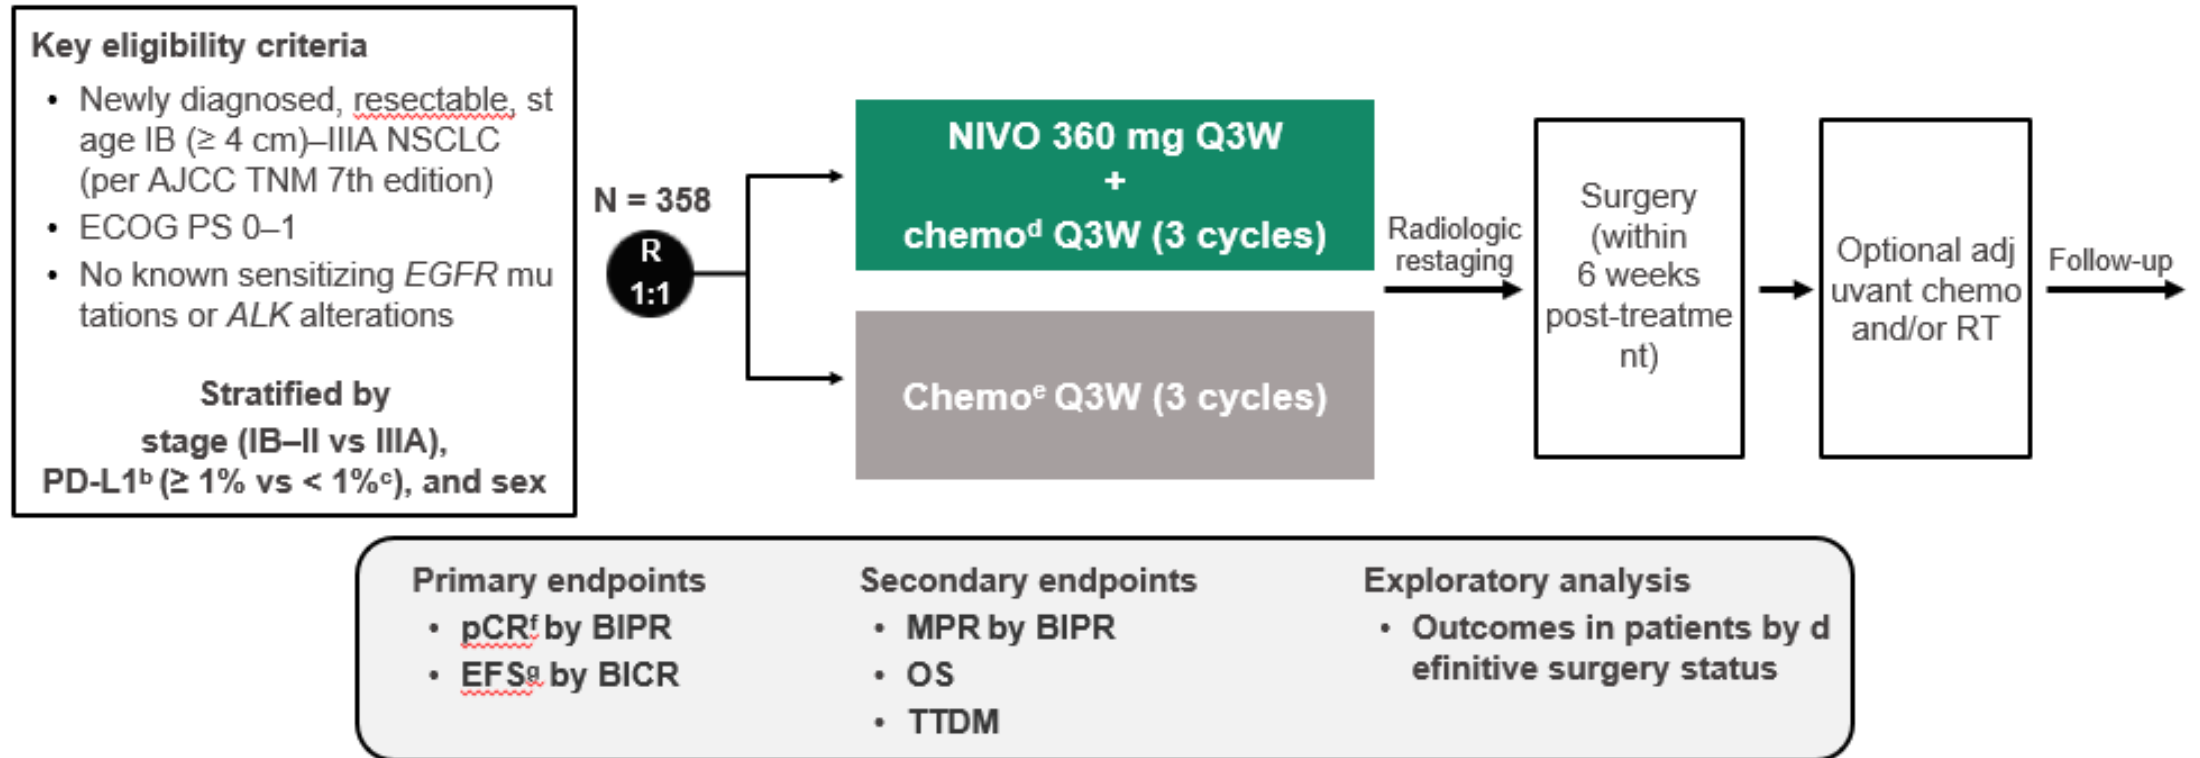 Key eligibility criteria
• Newly diagnosed, resectable, st
age IB (≥ 4 cm)–IIIA NSCLC
(per AJCC TNM 7th edition)
• ECOG PS 0–1
• No known sensitizing EGFR mu
tations or ALK alterations
Stratified by
stage (IB–II vs IIIA),
PD-L1ᵇ (≥ 1% vs < 1%ᶜ), and sex
N = 358
R
1:1
NIVO 360 mg Q3W
+
chemoᵈ Q3W (3 cycles)
Chemoᵉ Q3W (3 cycles)
Radiologic
restaging
Surgery
(within
6 weeks
post-treatme
nt)
Optional adj
uvant chemo
and/or RT
Follow-up
Primary endpoints
• pCRᶠ by BIPR
• EFSᵍ by BICR
Secondary endpoints
• MPR by BIPR
• OS
• TTDM
Exploratory analysis
• Outcomes in patients by d
efinitive surgery status